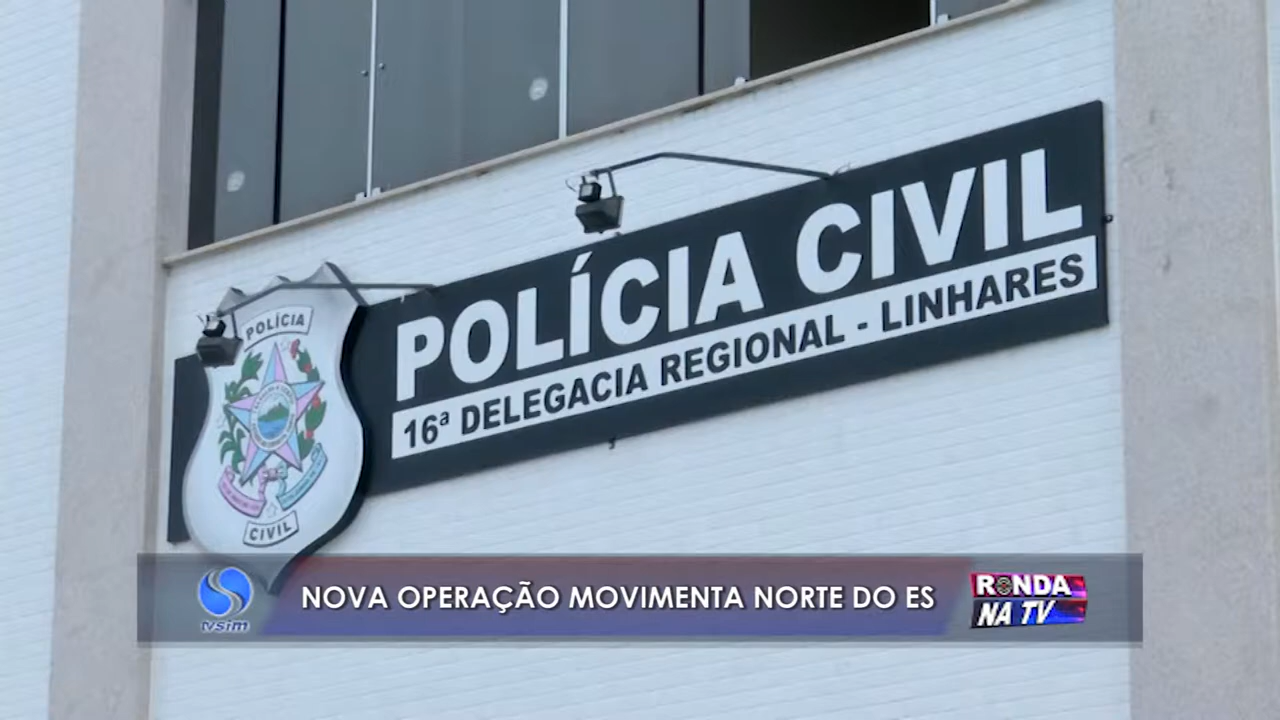 POLÍCIA CIVIL
16ª DELEGACIA REGIONAL - LINHARES
POLÍCIA
CIVIL
NOVA OPERAÇÃO MOVIMENTA NORTE DO ES
tvsim
RONDA
NA TV